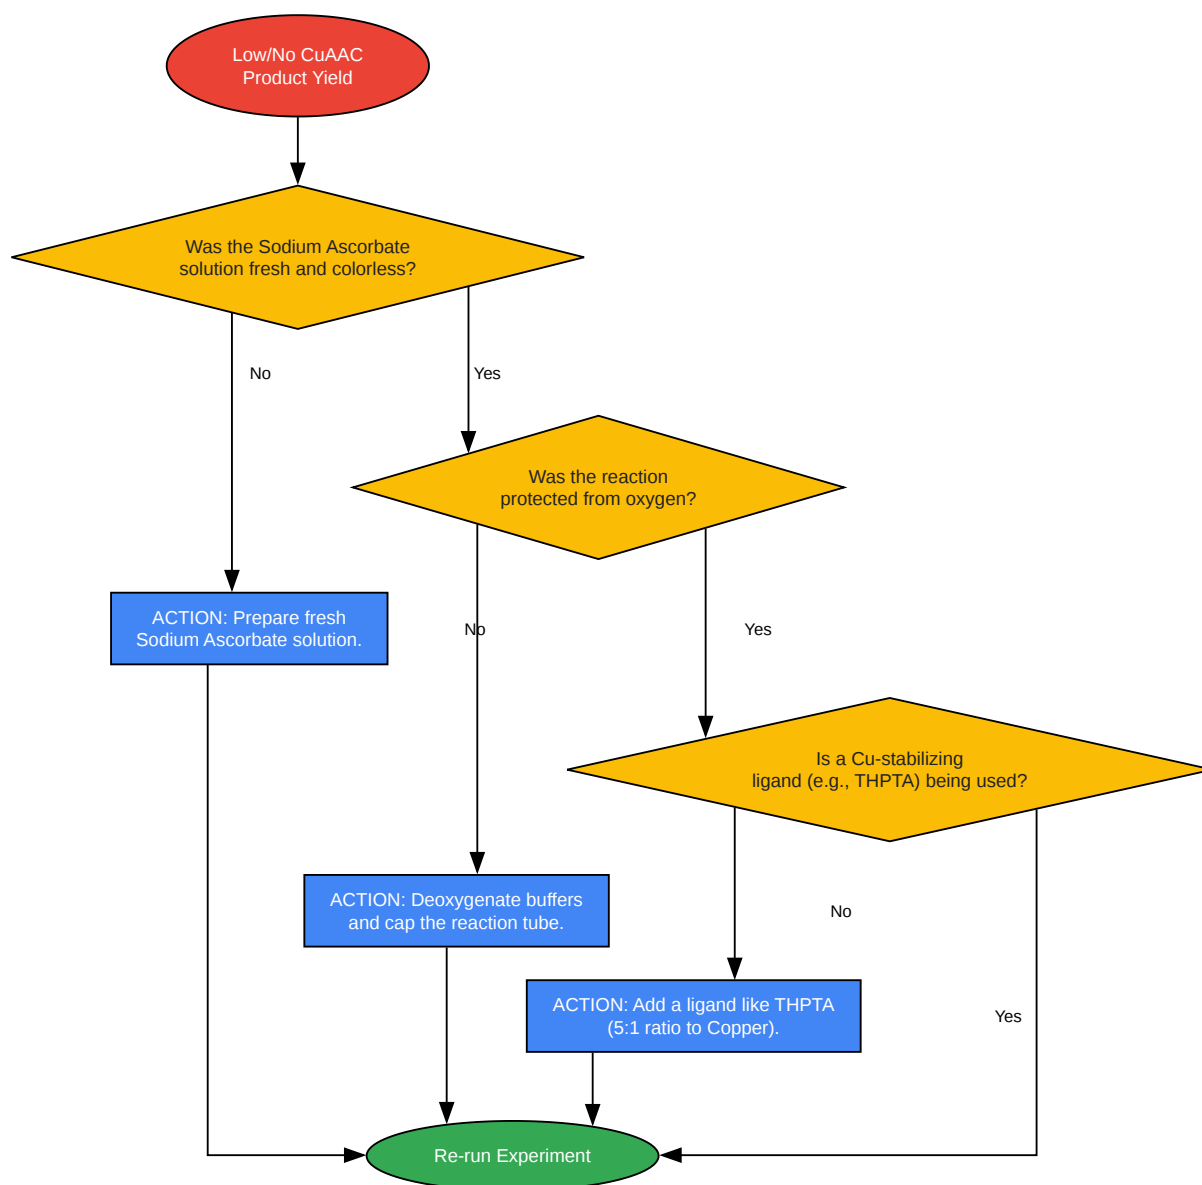 Low/No CuAAC
Product Yield
Was the Sodium Ascorbate
solution fresh and colorless?
No
Yes
Was the reaction
protected from oxygen?
ACTION: Prepare fresh
Sodium Ascorbate solution.
No
Yes
Is a Cu-stabilizing
ligand (e.g., THPTA) being used?
ACTION: Deoxygenate buffers
and cap the reaction tube.
No
ACTION: Add a ligand like THPTA
(5:1 ratio to Copper).
Yes
Re-run Experiment